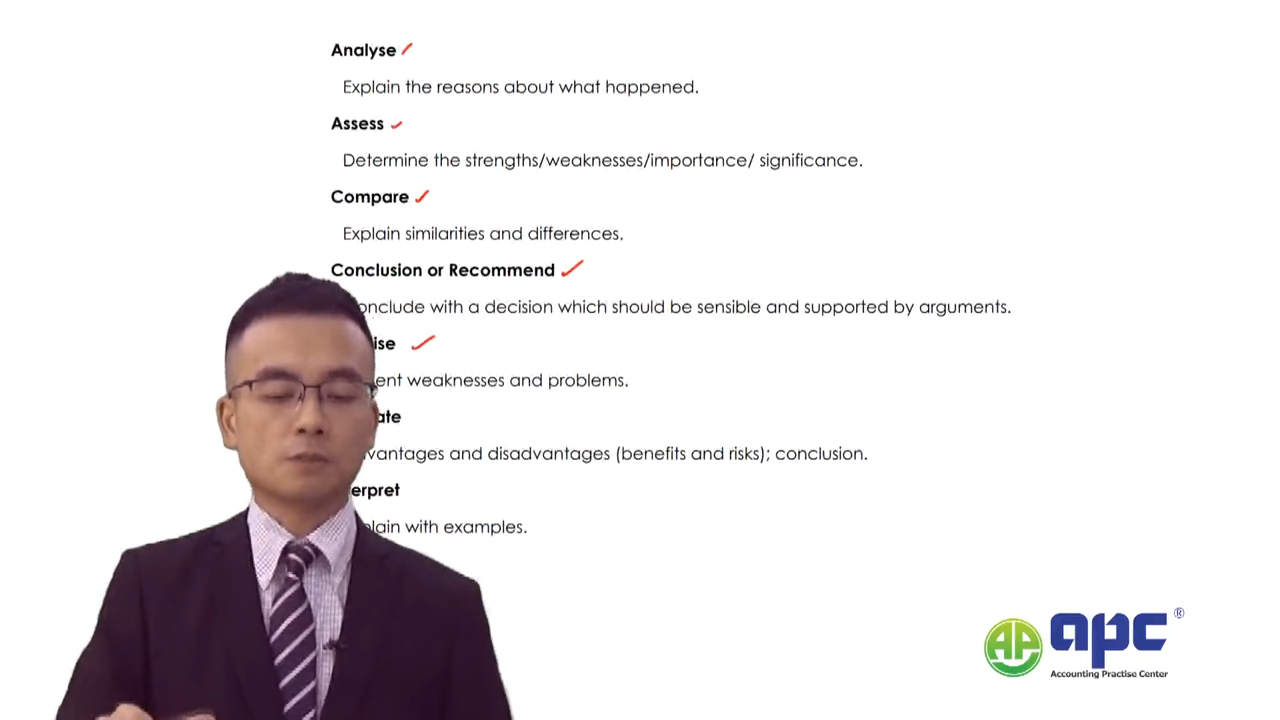 Analyse
Explain the reasons about what happened.
Assess
Determine the strengths/weaknesses/importance/ significance.
Compare
Explain similarities and differences.
Conclusion or Recommend
onclude with a decision which should be sensible and supported by arguments.
ise
ent weaknesses and problems.
ate
vantages and disadvantages (benefits and risks); conclusion.
erpret
lain with examples.
AP apc ®
Accounting Practise Center